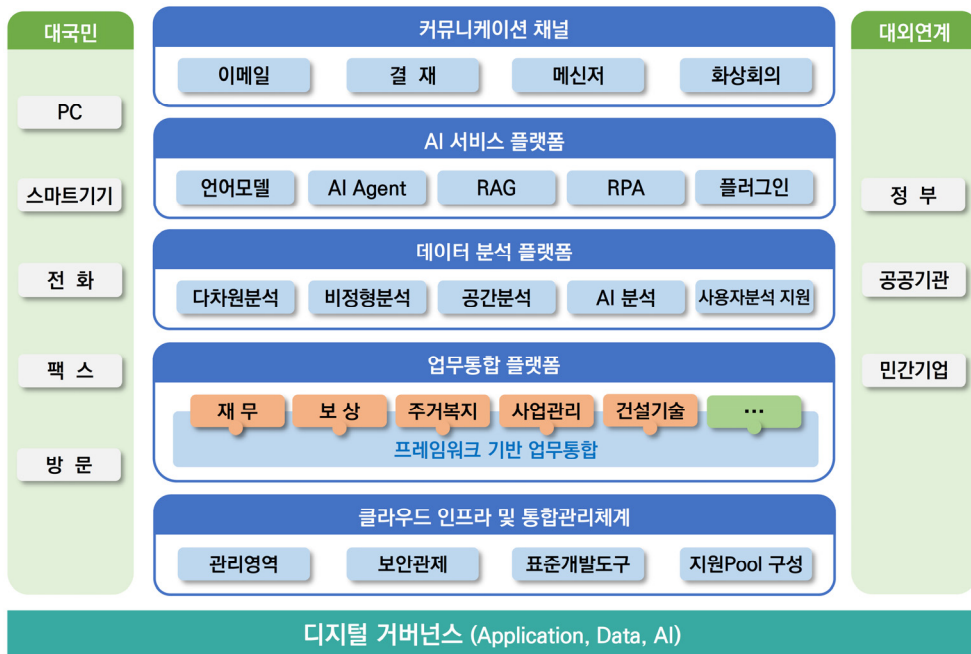 대국민
PC
스마트기기
전 화
팩 스
방 문
커뮤니케이션 채널
이메일
결 재
메신저
화상회의
AI 서비스 플랫폼
언어모델
AI Agent
RAG
RPA
플러그인
데이터 분석 플랫폼
다차원분석
비정형분석
공간분석
AI 분석
사용자분석 지원
업무통합 플랫폼
재 무
보 상
주거복지
사업관리
건설기술
…
프레임워크 기반 업무통합
클라우드 인프라 및 통합관리체계
관리영역
보안관제
표준개발도구
지원Pool 구성
대외연계
정 부
공공기관
민간기업
디지털 거버넌스 (Application, Data, AI)